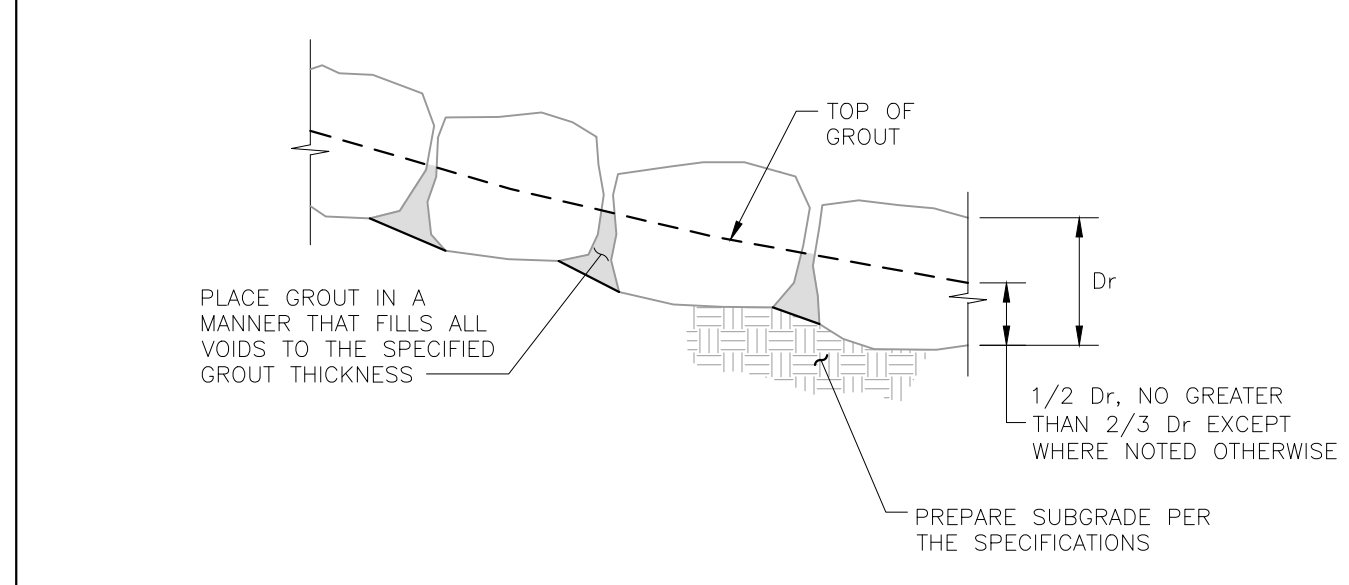 TOP OF
GROUT
PLACE GROUT IN A
MANNER THAT FILLS ALL
VOIDS TO THE SPECIFIED
GROUT THICKNESS
Dr
1/2 Dr, NO GREATER
THAN 2/3 Dr EXCEPT
WHERE NOTED OTHERWISE
PREPARE SUBGRADE PER
THE SPECIFICATIONS